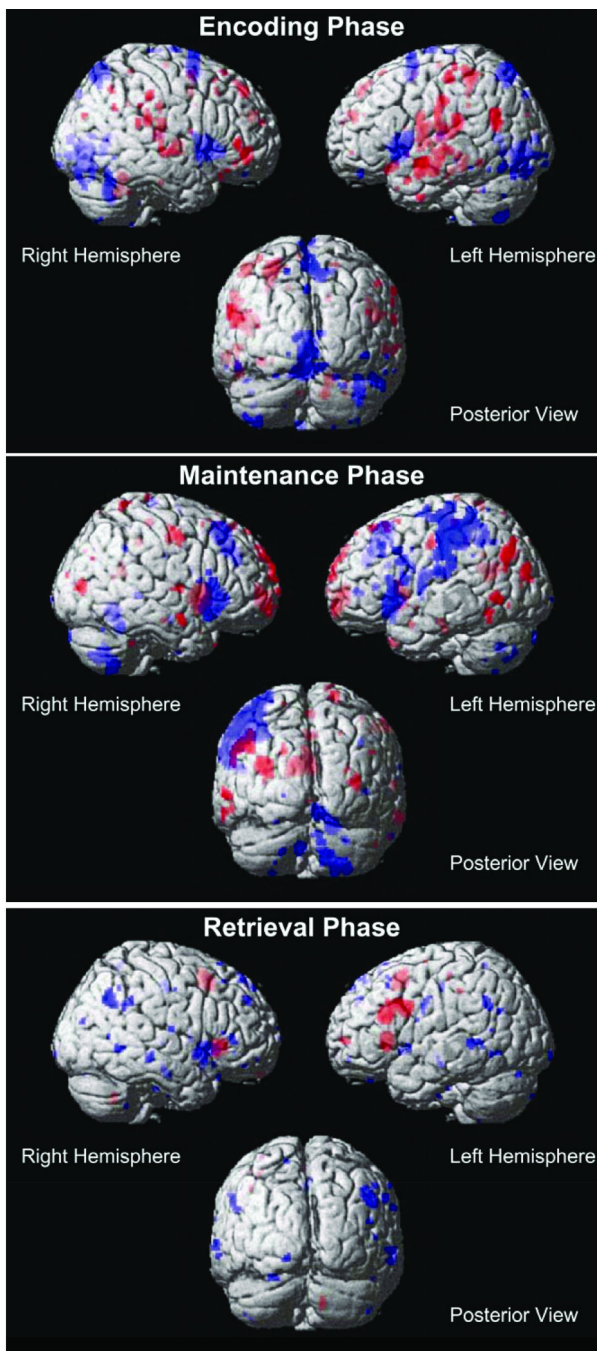 Encoding Phase
Right Hemisphere
Left Hemisphere
Posterior View
Maintenance Phase
Right Hemisphere
Left Hemisphere
Posterior View
Retrieval Phase
Right Hemisphere
Left Hemisphere
Posterior View